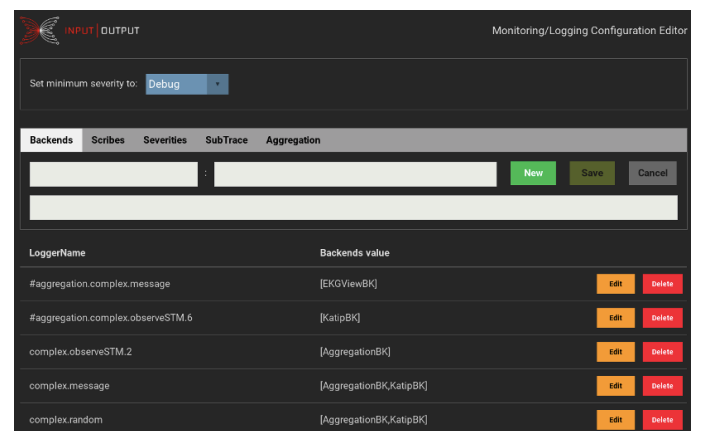 INPUT | OUTPUT
Monitoring/Logging Configuration Editor
Set minimum severity to: Debug
Backends Scribes Severities SubTrace Aggregation
: New Save Cancel
LoggerName Backends value
#aggregation.complex.message [EKGViewBK] Edit Delete
#aggregation.complex.observeSTM.6 [KatipBK] Edit Delete
complex.observeSTM.2 [AggregationBK] Edit Delete
complex.message [AggregationBK,KatipBK] Edit Delete
complex.random [AggregationBK,KatipBK] Edit Delete